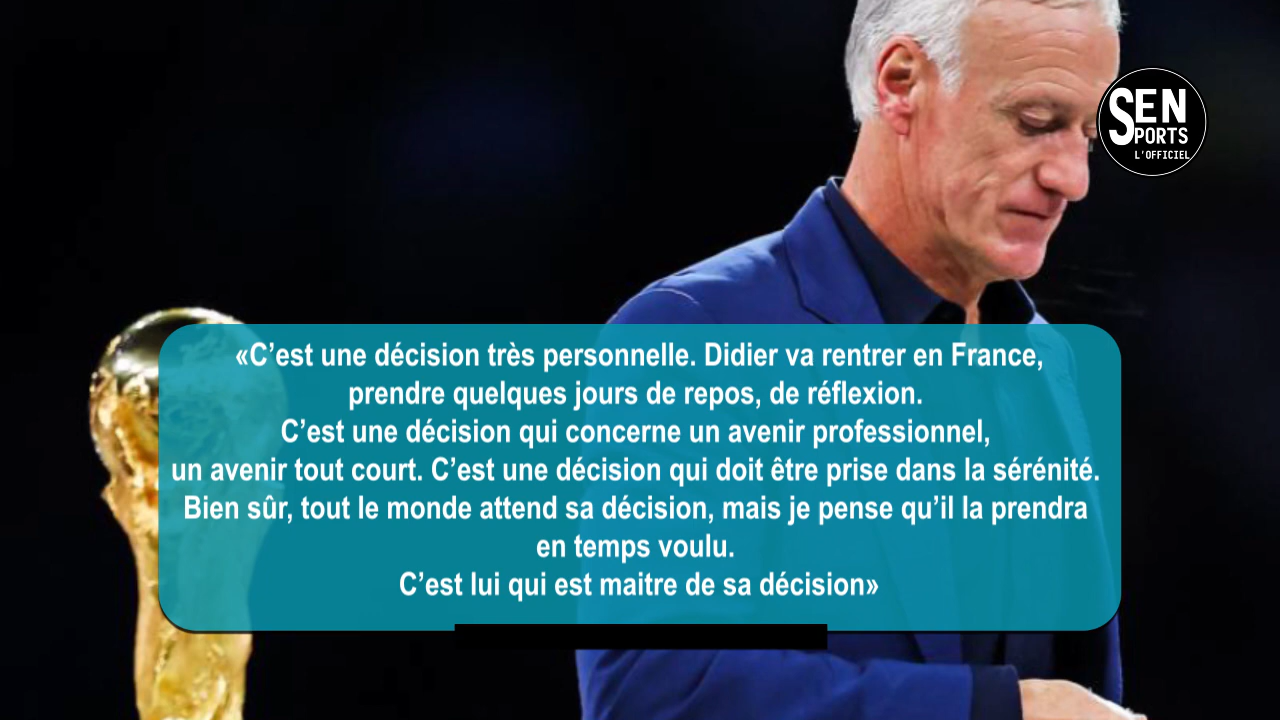 SEN
SPORTS
L'OFFICIEL
«C’est une décision très personnelle. Didier va rentrer en France,
prendre quelques jours de repos, de réflexion.
C’est une décision qui concerne un avenir professionnel,
un avenir tout court. C’est une décision qui doit être prise dans la sérénité.
Bien sûr, tout le monde attend sa décision, mais je pense qu’il la prendra
en temps voulu.
C’est lui qui est maitre de sa décision»